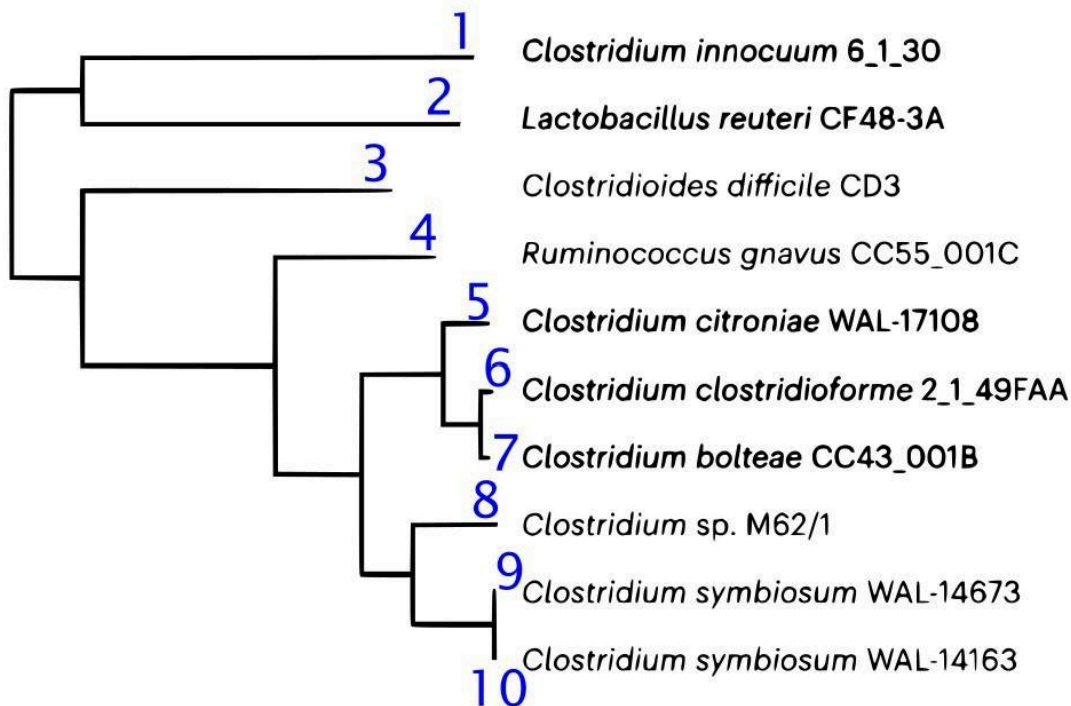 1 Clostridium innocuum 6_1_30
2 Lactobacillus reuteri CF48-3A
3 Clostridioides difficile CD3
4 Ruminococcus gnavus CC55_001C
5 Clostridium citroniae WAL-17108
6 Clostridium clostridioforme 2_1_49FAA
7 Clostridium bolteae CC43_001B
8 Clostridium sp. M62/1
9 Clostridium symbiosum WAL-14673
10 Clostridium symbiosum WAL-14163